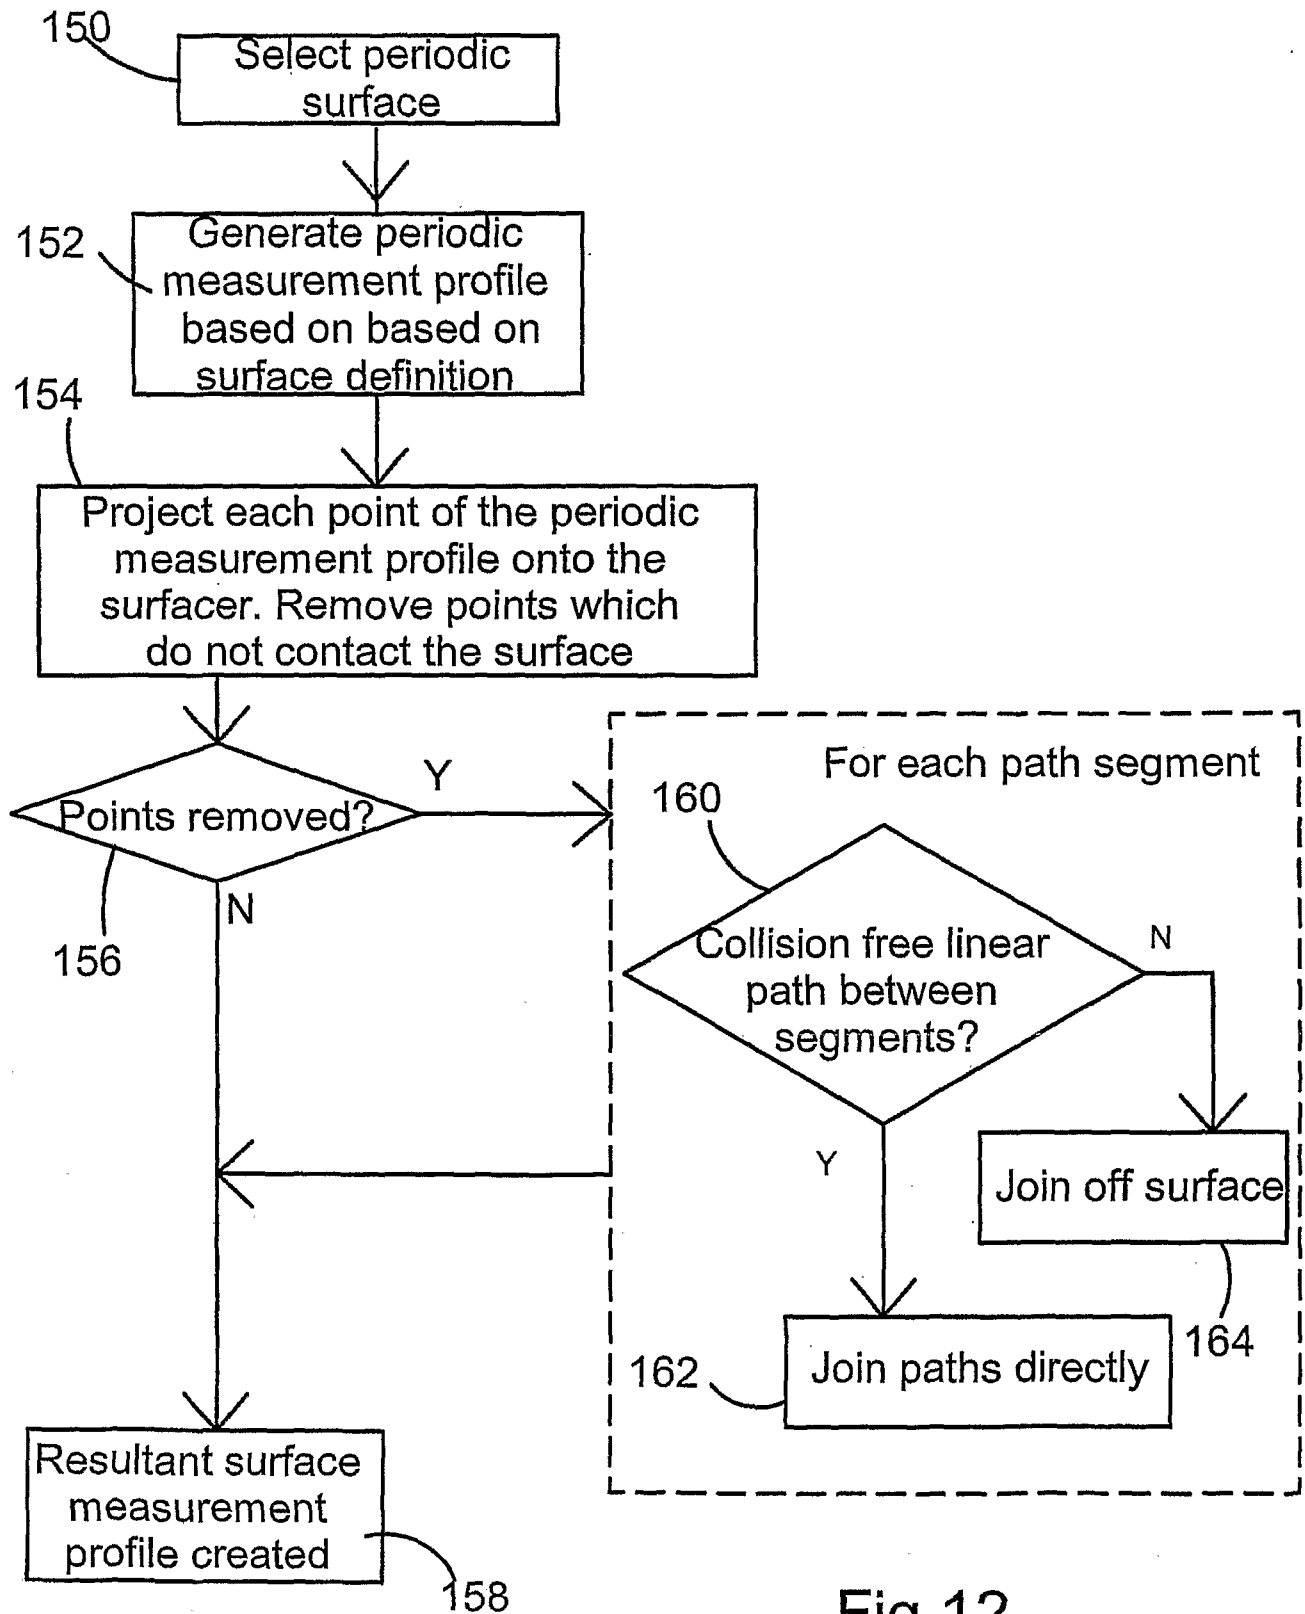 150
Select periodic
surface
152
Generate periodic
measurement profile
based on based on
surface definition
154
Project each point of the periodic
measurement profile onto the
surfacer. Remove points which
do not contact the surface
Points removed?
Y
N
156
For each path segment
160
Collision free linear
path between
segments?
N
Y
Join off surface
164
162
Join paths directly
Resultant surface
measurement
profile created
158
Fig 12